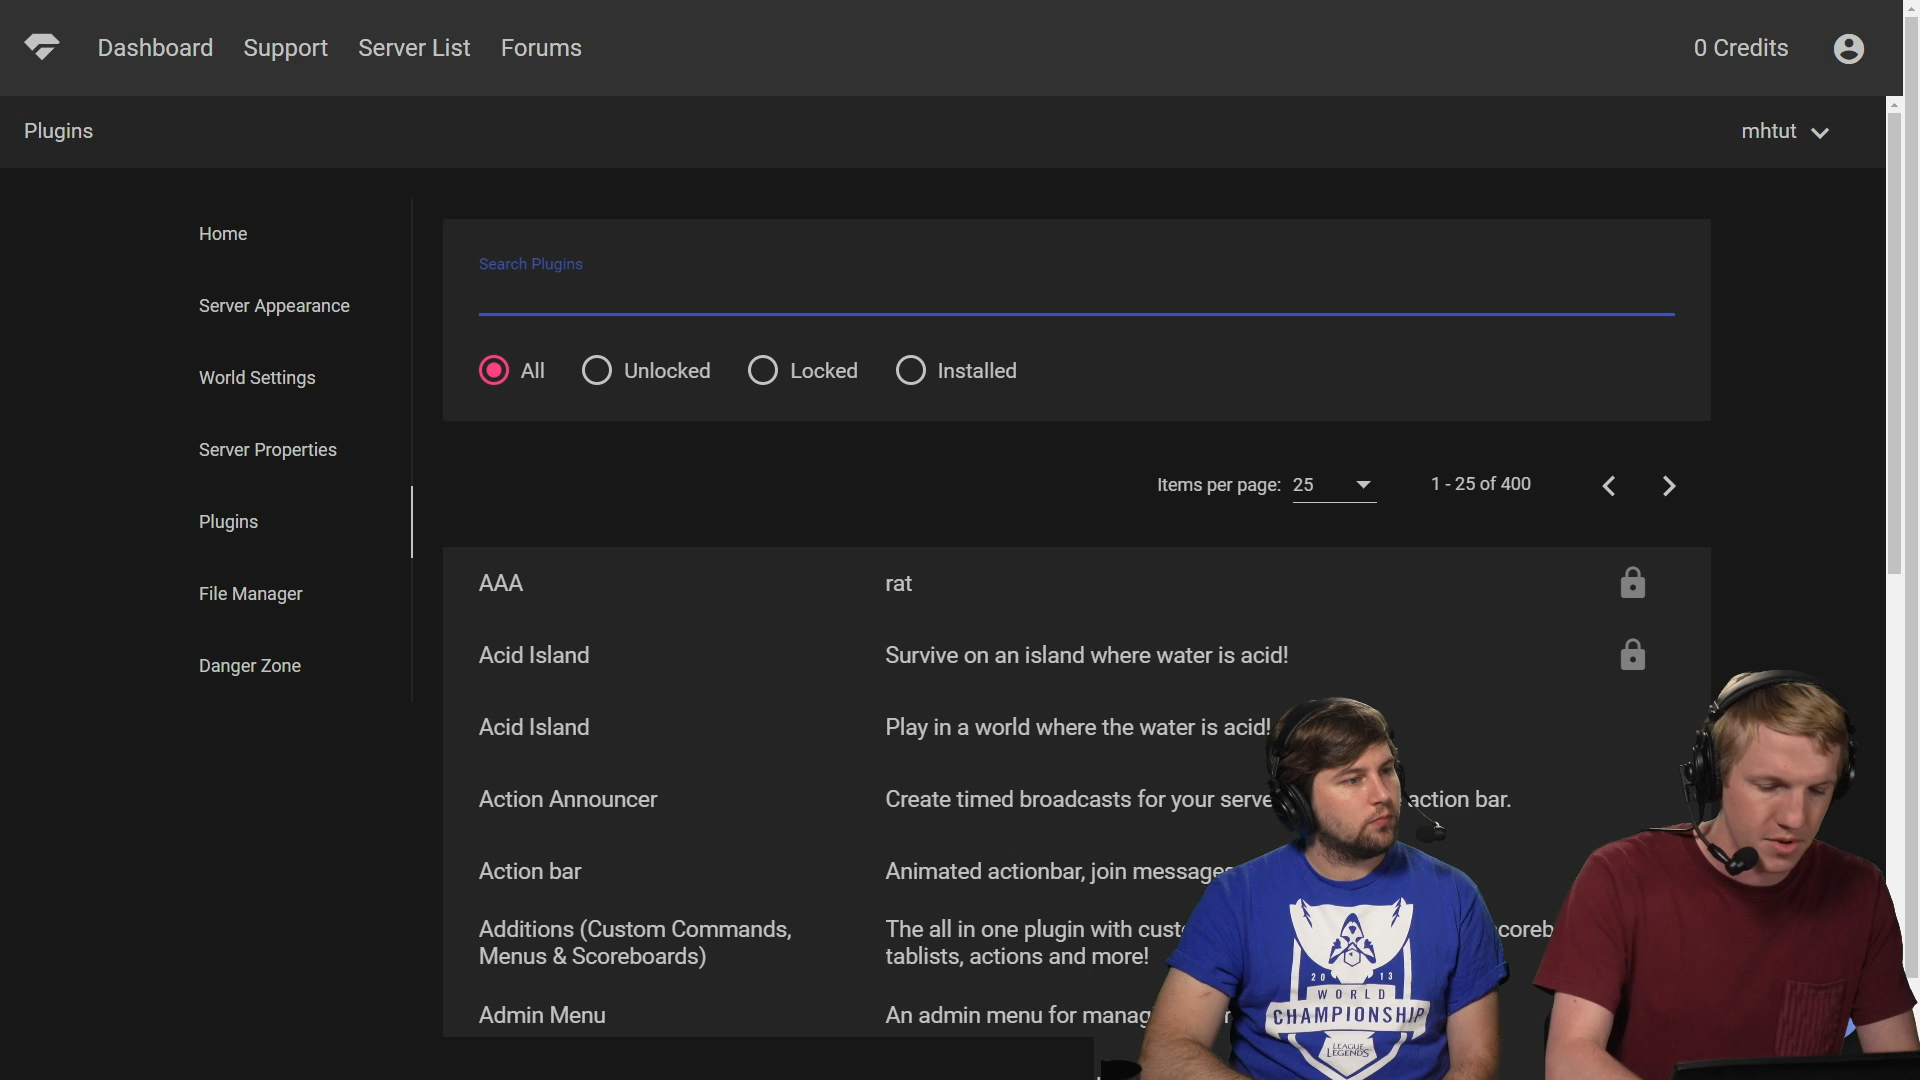 Dashboard Support Server List Forums 0 Credits
Plugins mhtut
Home
Server Appearance
World Settings
Server Properties
Plugins
File Manager
Danger Zone
Search Plugins
All Unlocked Locked Installed
Items per page: 25 1 - 25 of 400
AAA rat
Acid Island Survive on an island where water is acid!
Acid Island Play in a world where the water is acid!
Action Announcer Create timed broadcasts for your serve action bar.
Action bar Animated actionbar, join messages
Additions (Custom Commands, The all in one plugin with cust coreb
Menus & Scoreboards) tablists, actions and more!
Admin Menu An admin menu for manag
2013
WORLD
CHAMPIONSHIP
LEAGUE
LEGENDS